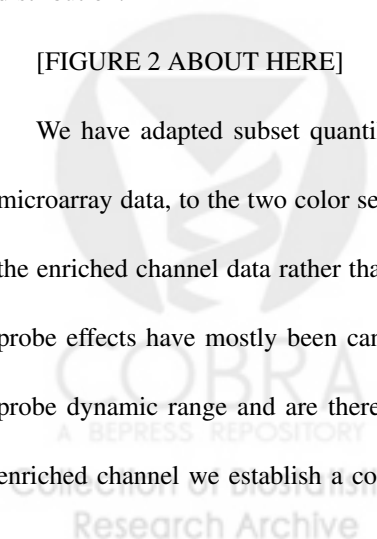 [FIGURE 2 ABOUT HERE]
We have adapted subset quanti
microarray data, to the two color se
the enriched channel data rather tha
probe effects have mostly been can
COBRA
probe dynamic range and are there
A BEPRESS REPOSITORY
enriched channel we establish a co
Collection of Biostatisti
Research Archive